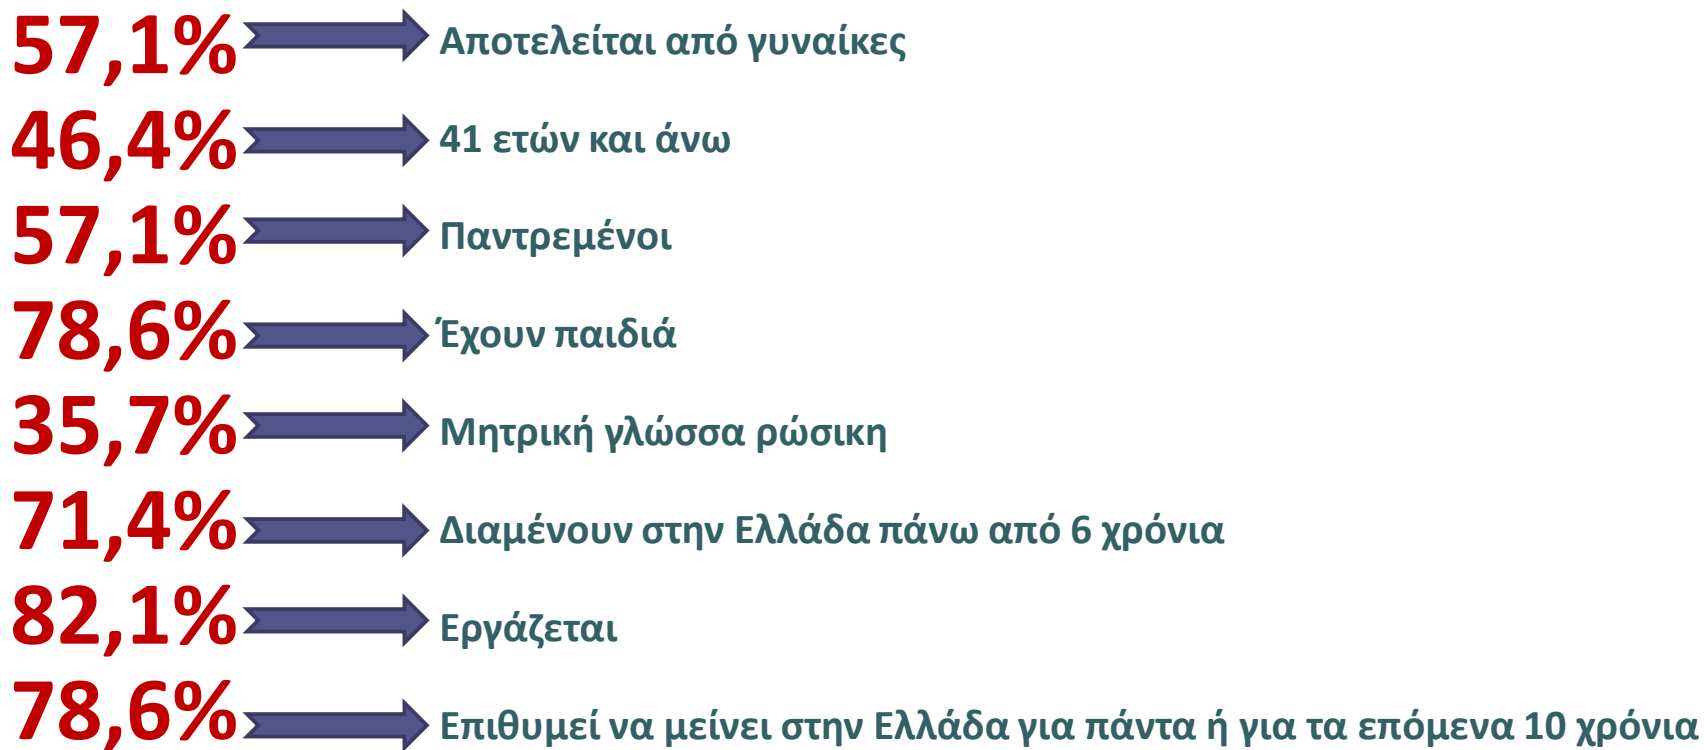 57,1% Αποτελείται από γυναίκες
46,4% 41 ετών και άνω
57,1% Παντρεμένοι
78,6% Έχουν παιδιά
35,7% Μητρική γλώσσα ρώσικη
71,4% Διαμένουν στην Ελλάδα πάνω από 6 χρόνια
82,1% Εργάζεται
78,6% Επιθυμεί να μείνει στην Ελλάδα για πάντα ή για τα επόμενα 10 χρόνια